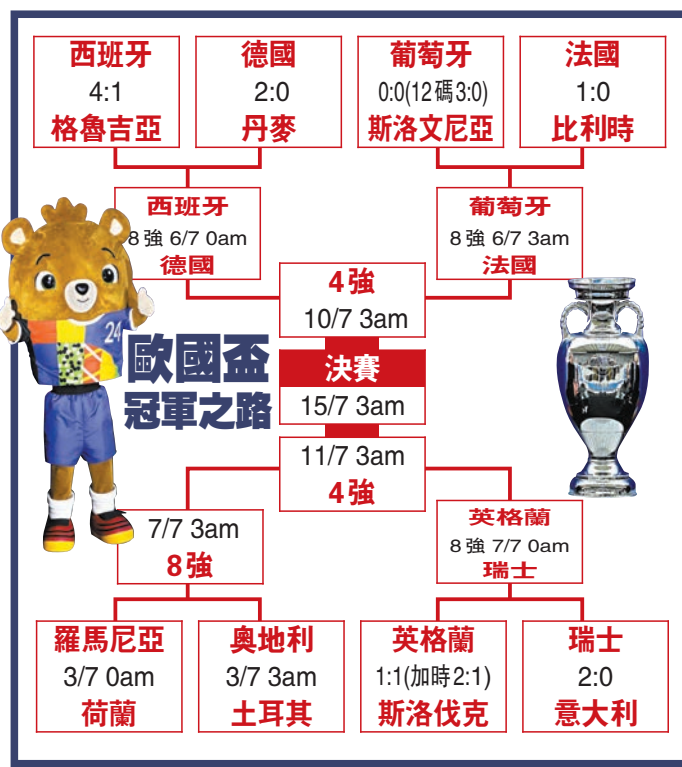 西班牙
4:1
格魯吉亞
德國
2:0
丹麥
葡萄牙
0:0(12碼3:0)
斯洛文尼亞
法國
1:0
比利時
西班牙
8強 6/7 0am
德國
葡萄牙
8強 6/7 3am
法國
4強
10/7 3am
24
歐國盃
冠軍之路
決賽
15/7 3am
11/7 3am
4強
7/7 3am
8強
英格蘭
8強 7/7 0am
瑞士
羅馬尼亞
3/7 0am
荷蘭
奧地利
3/7 3am
土耳其
英格蘭
1:1(加時2:1)
斯洛伐克
瑞士
2:0
意大利